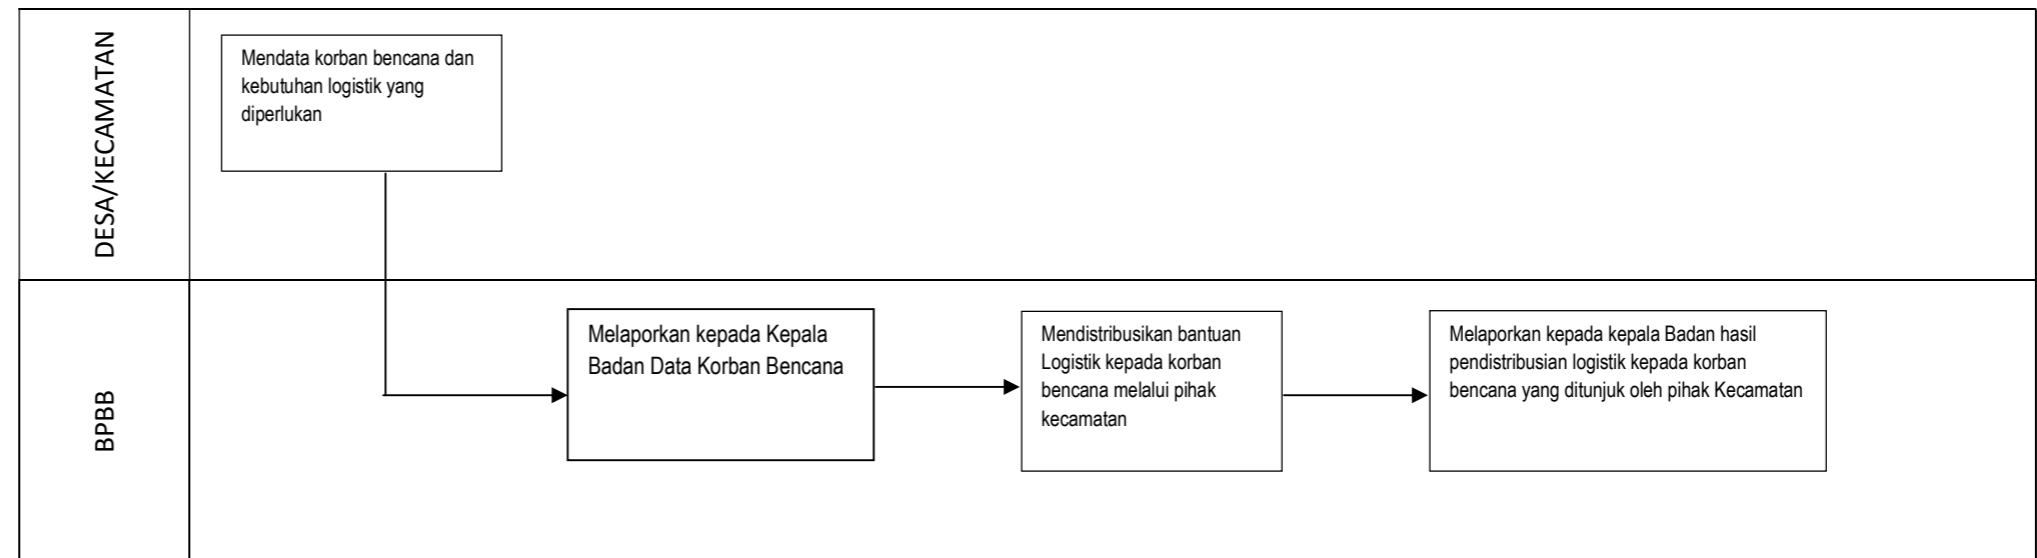 DESA/KECAMATAN
Mendata korban bencana dan
kebutuhan logistik yang
diperlukan
BPBB
Melaporkan kepada Kepala
Badan Data Korban Bencana
Mendistribusikan bantuan
Logistik kepada korban
bencana melalui pihak
kecamatan
Melaporkan kepada kepala Badan hasil
pendistribusian logistik kepada korban
bencana yang ditunjuk oleh pihak Kecamatan